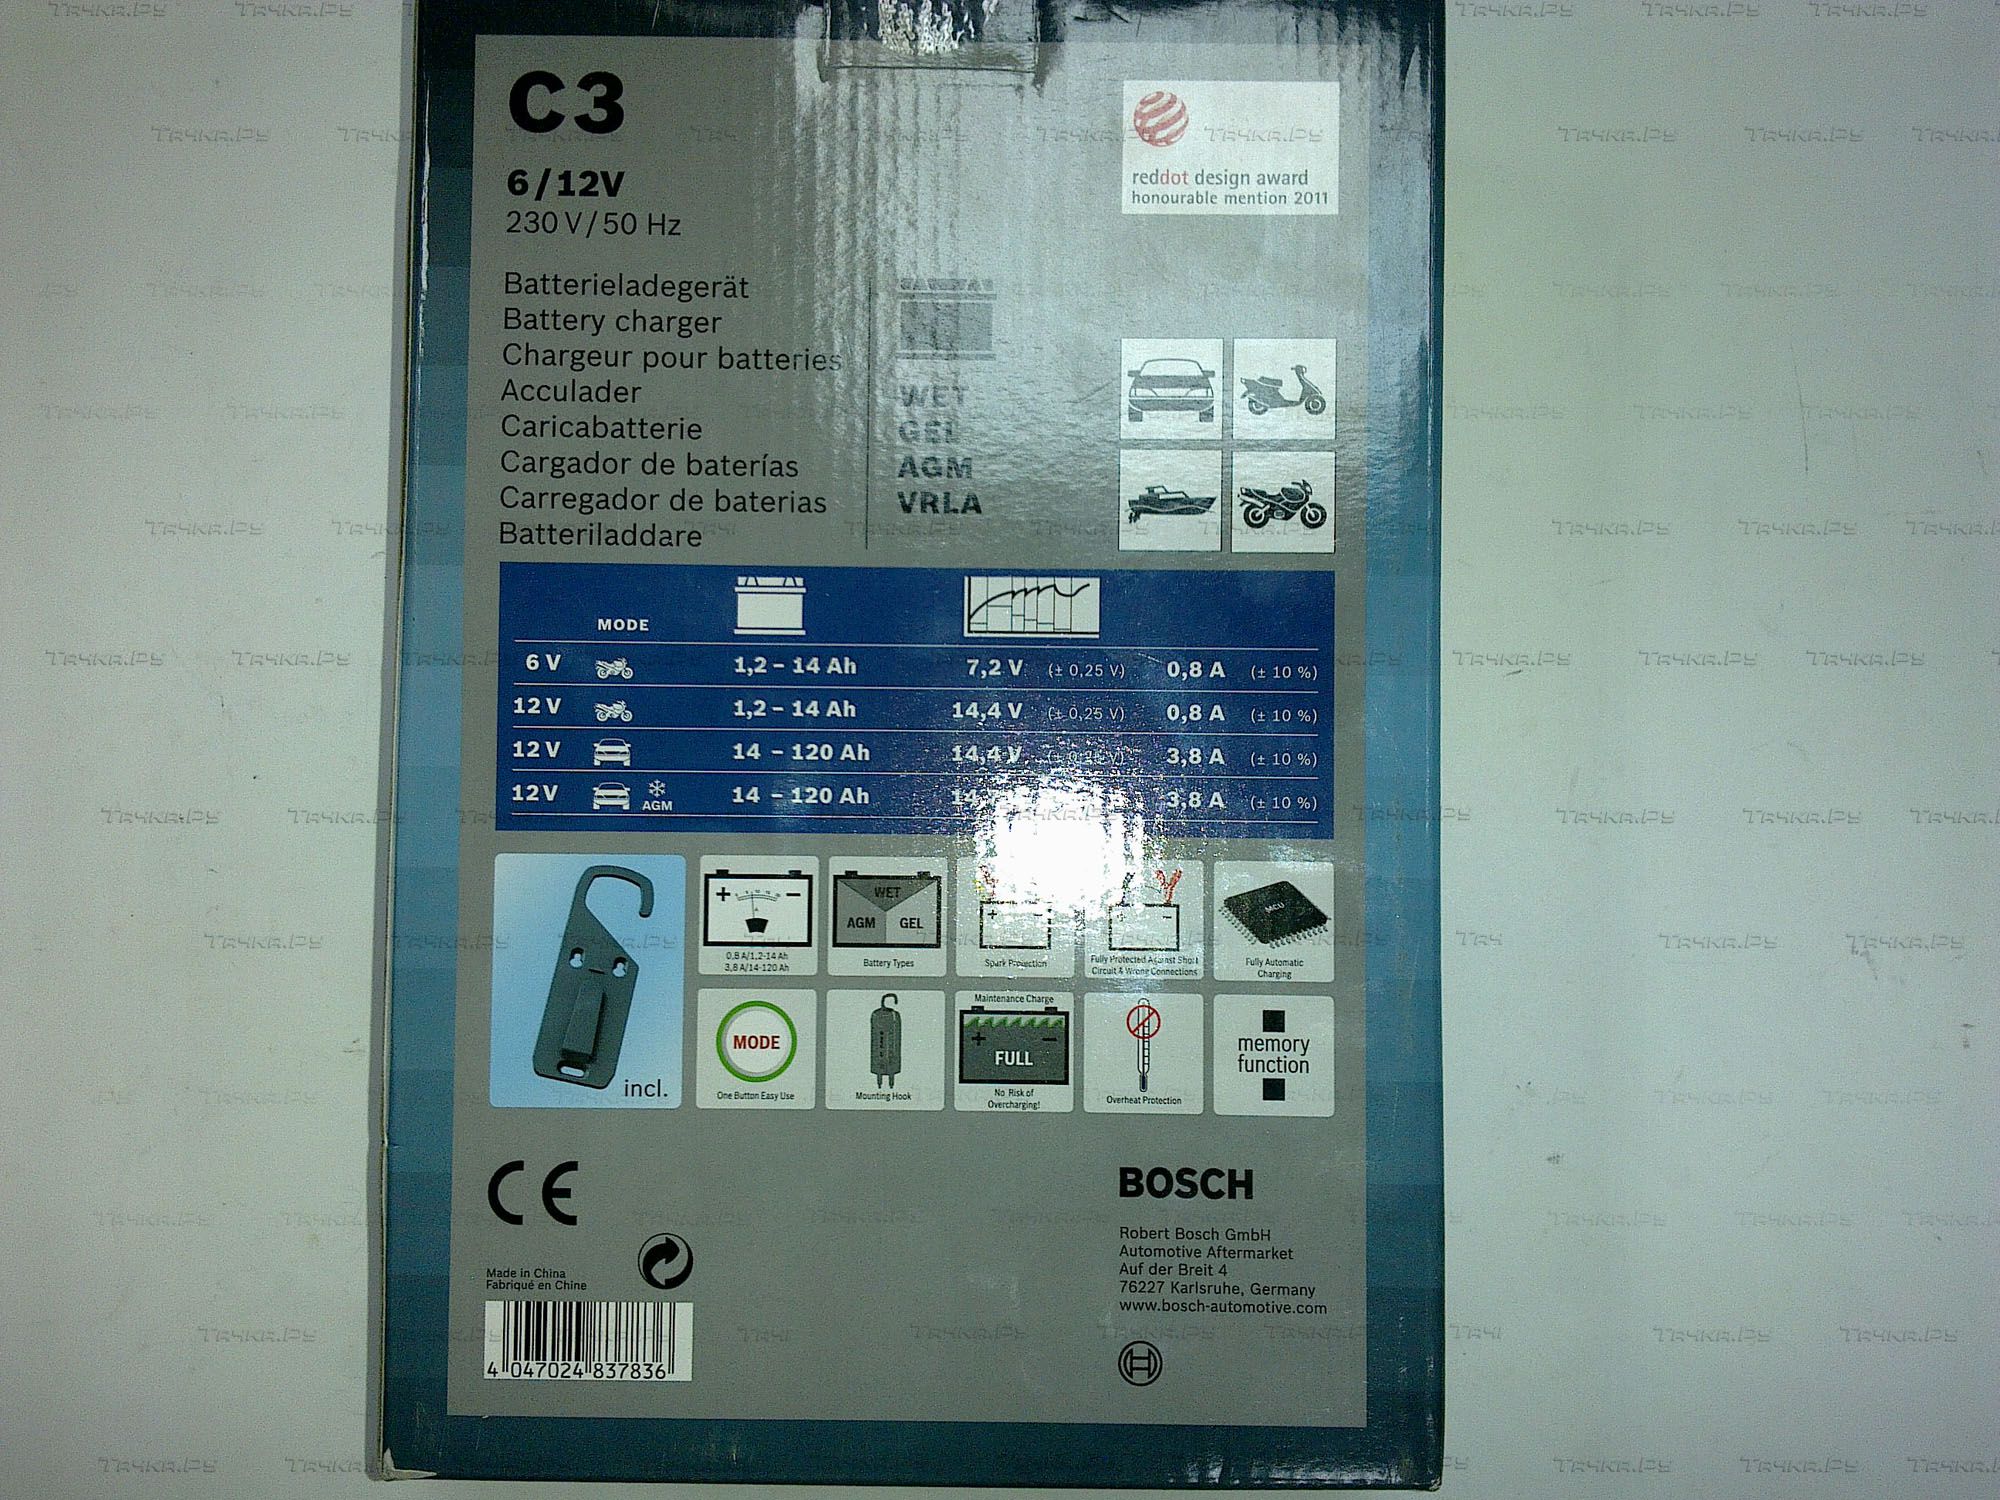 C3
6/12V
230 V/50 Hz
reddot design award
honourable mention 2011
Batterieladegerät
Battery charger
Chargeur pour batteries
Acculader
Caricabatterie
Cargador de baterías
Carregador de baterias
Batteriladdare
WET
GEL
AGM
VRLA
MODE
6 V 1,2 – 14 Ah 7,2 V (± 0,25 V) 0,8 A (± 10 %)
12 V 1,2 – 14 Ah 14,4 V (± 0,25 V) 0,8 A (± 10 %)
12 V 14 – 120 Ah 14,4 V (± 0,25 V) 3,8 A (± 10 %)
12 V AGM 14 – 120 Ah 3,8 A (± 10 %)
incl.
+ –
0,8 A/1,2-14 Ah
3,8 A/14-120 Ah
WET
AGM GEL
Battery Types
+ –
Spark Protection
+ –
Fully Protected Against Short
Circuit & Wrong Connections
MCU
Fully Automatic
Charging
MODE
One Button Easy Use
Mounting Hook
Maintenance Charge
+ –
FULL
No Risk of
Overcharging!
Overheat Protection
memory
function
CE
Made in China
Fabriqué en Chine
4 047024 837836
BOSCH
Robert Bosch GmbH
Automotive Aftermarket
Auf der Breit 4
76227 Karlsruhe, Germany
www.bosch-automotive.com